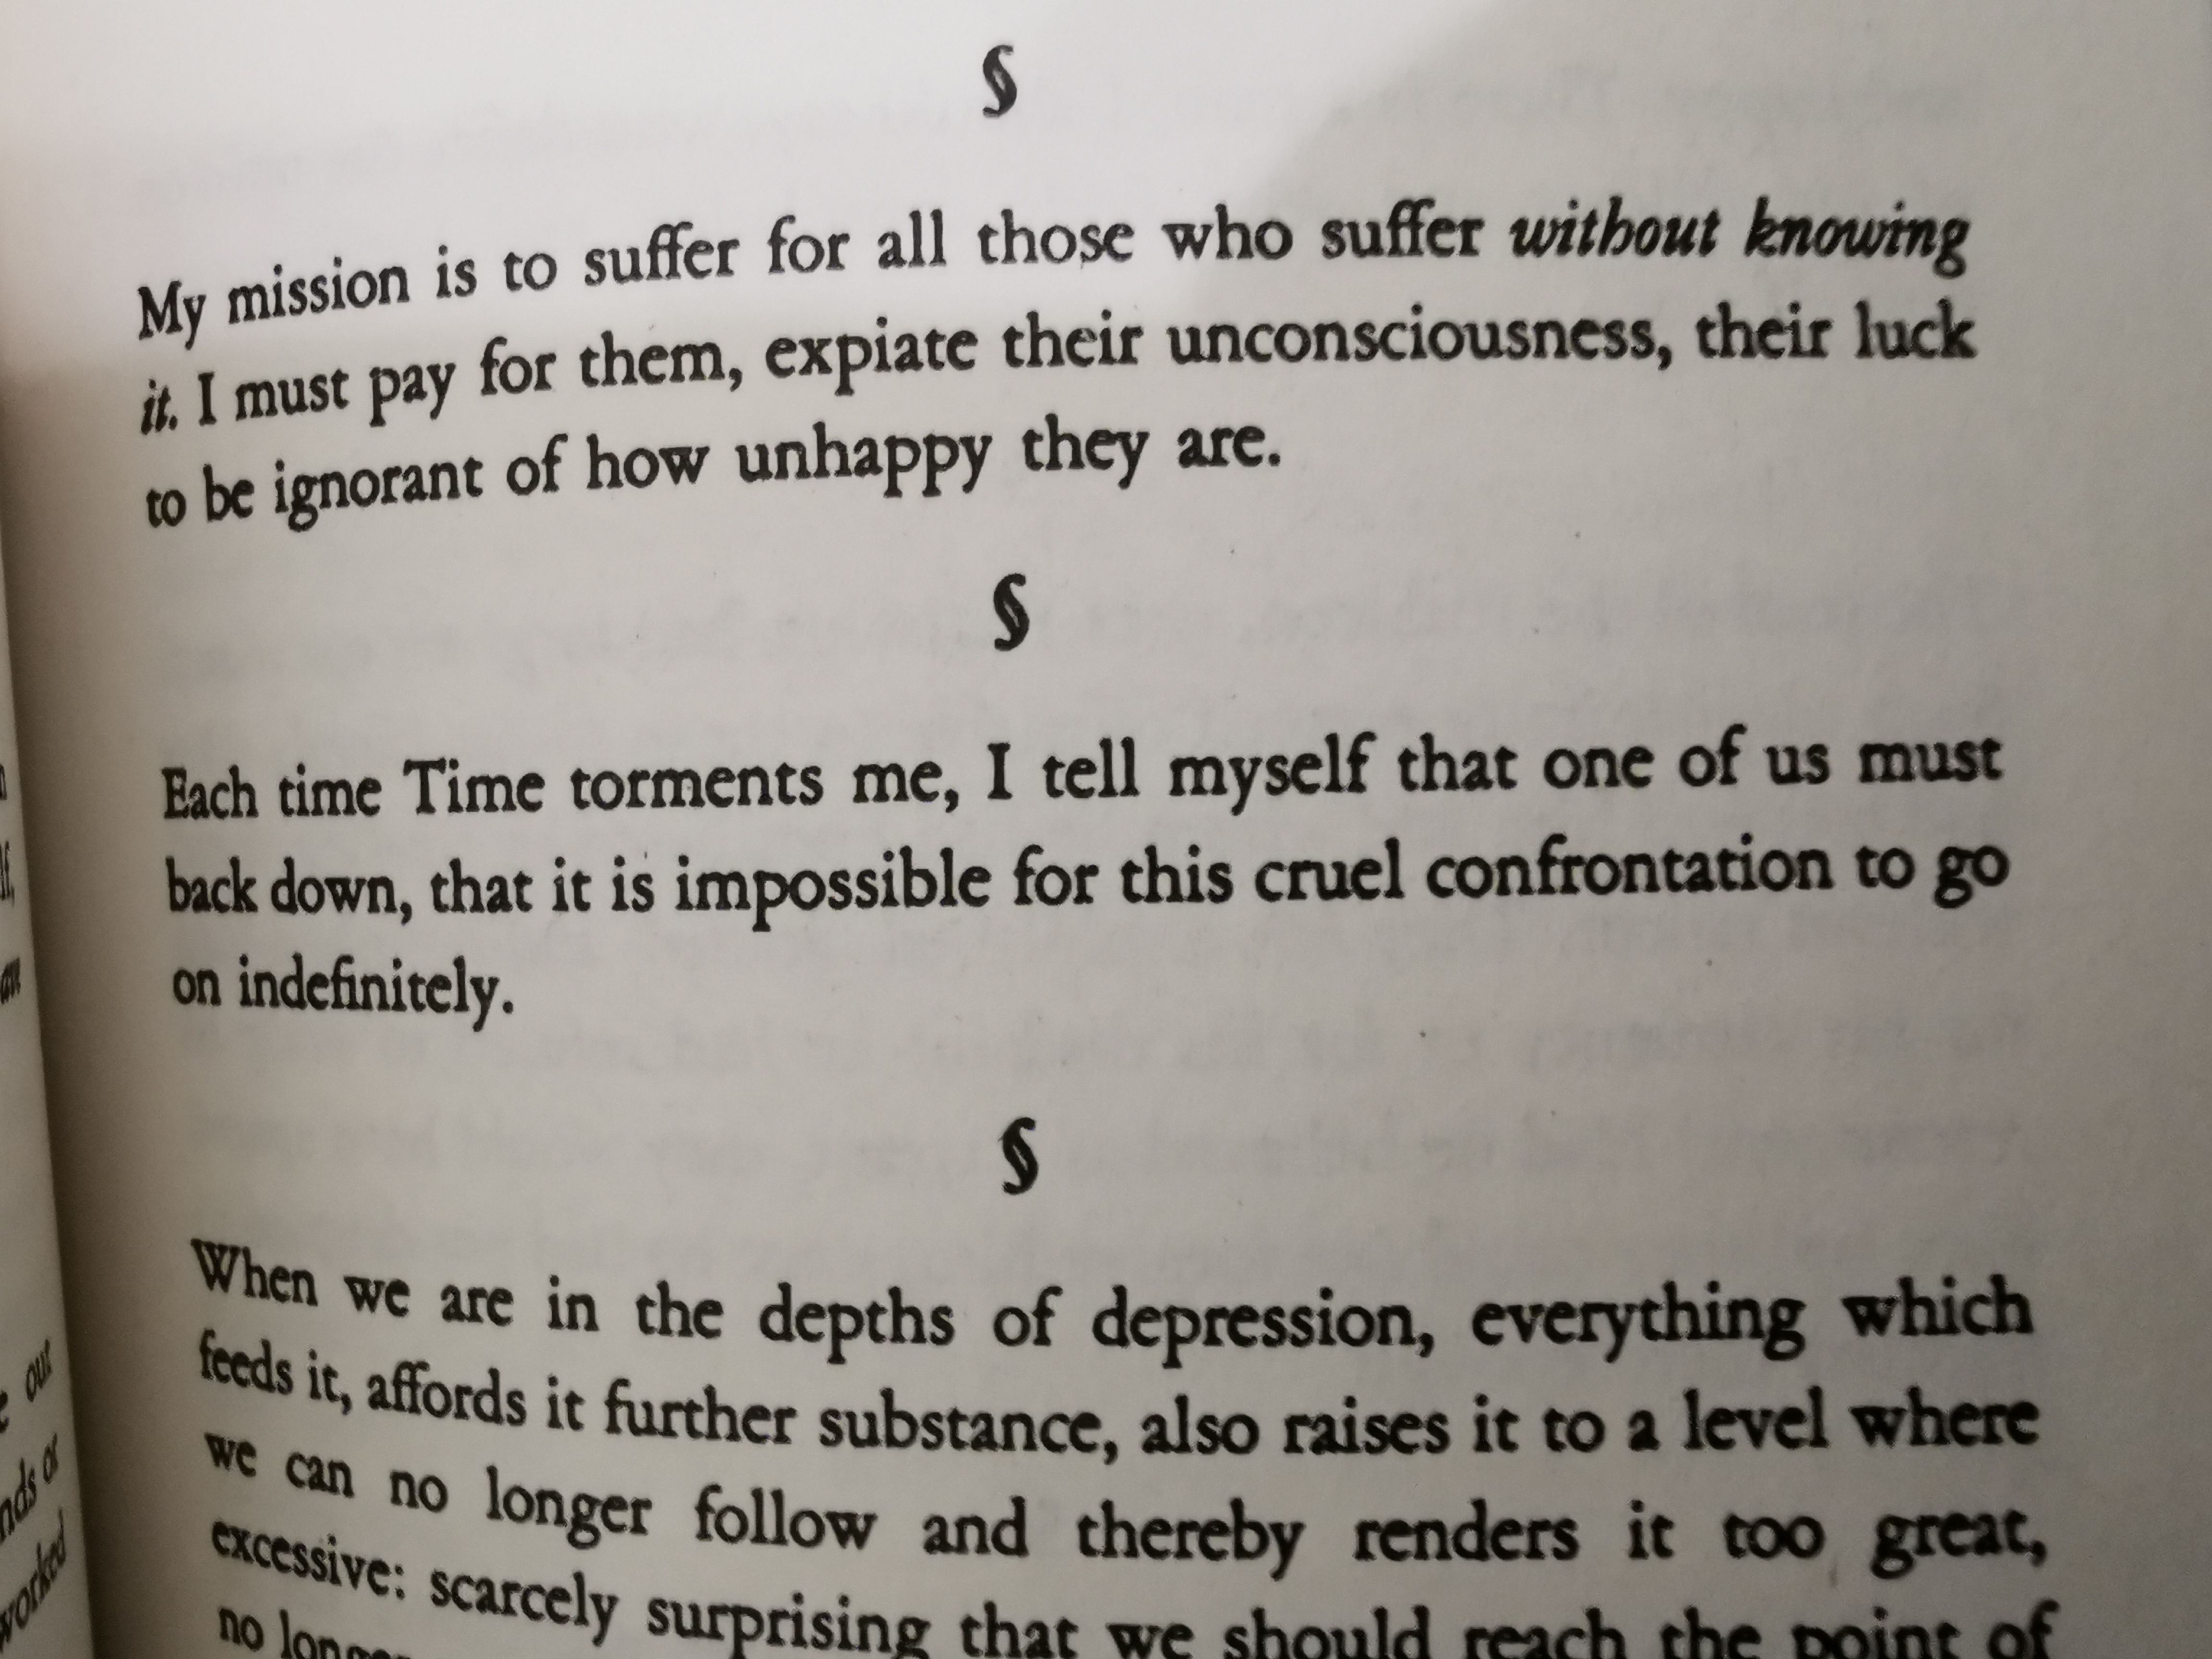 §
My mission is to suffer for all those who suffer without knowing
it. I must pay for them, expiate their unconsciousness, their luck
to be ignorant of how unhappy they are.
§
Each time Time torments me, I tell myself that one of us must
back down, that it is impossible for this cruel confrontation to go
on indefinitely.
§
When we are in the depths of depression, everything which
feeds it, affords it further substance, also raises it to a level where
we can no longer follow and thereby renders it too great,
excessive: scarcely surprising that we should reach the point of
no
out
or
worked